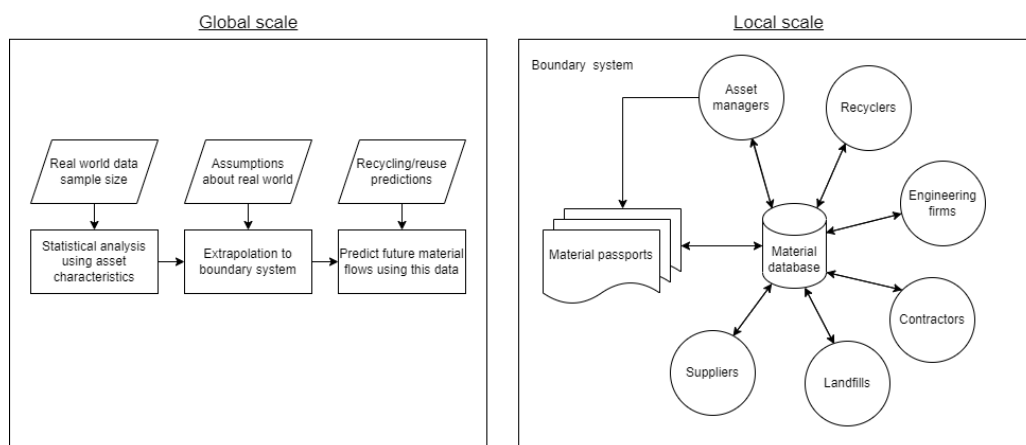 Global scale
Real world data
sample size
Assumptions
about real world
Recycling/reuse
predictions
Statistical analysis
using asset
characteristics
Extrapolation to
boundary system
Predict future material
flows using this data
Local scale
Boundary system
Asset
managers
Recyclers
Engineering
firms
Material passports
Material
database
Contractors
Suppliers
Landfills